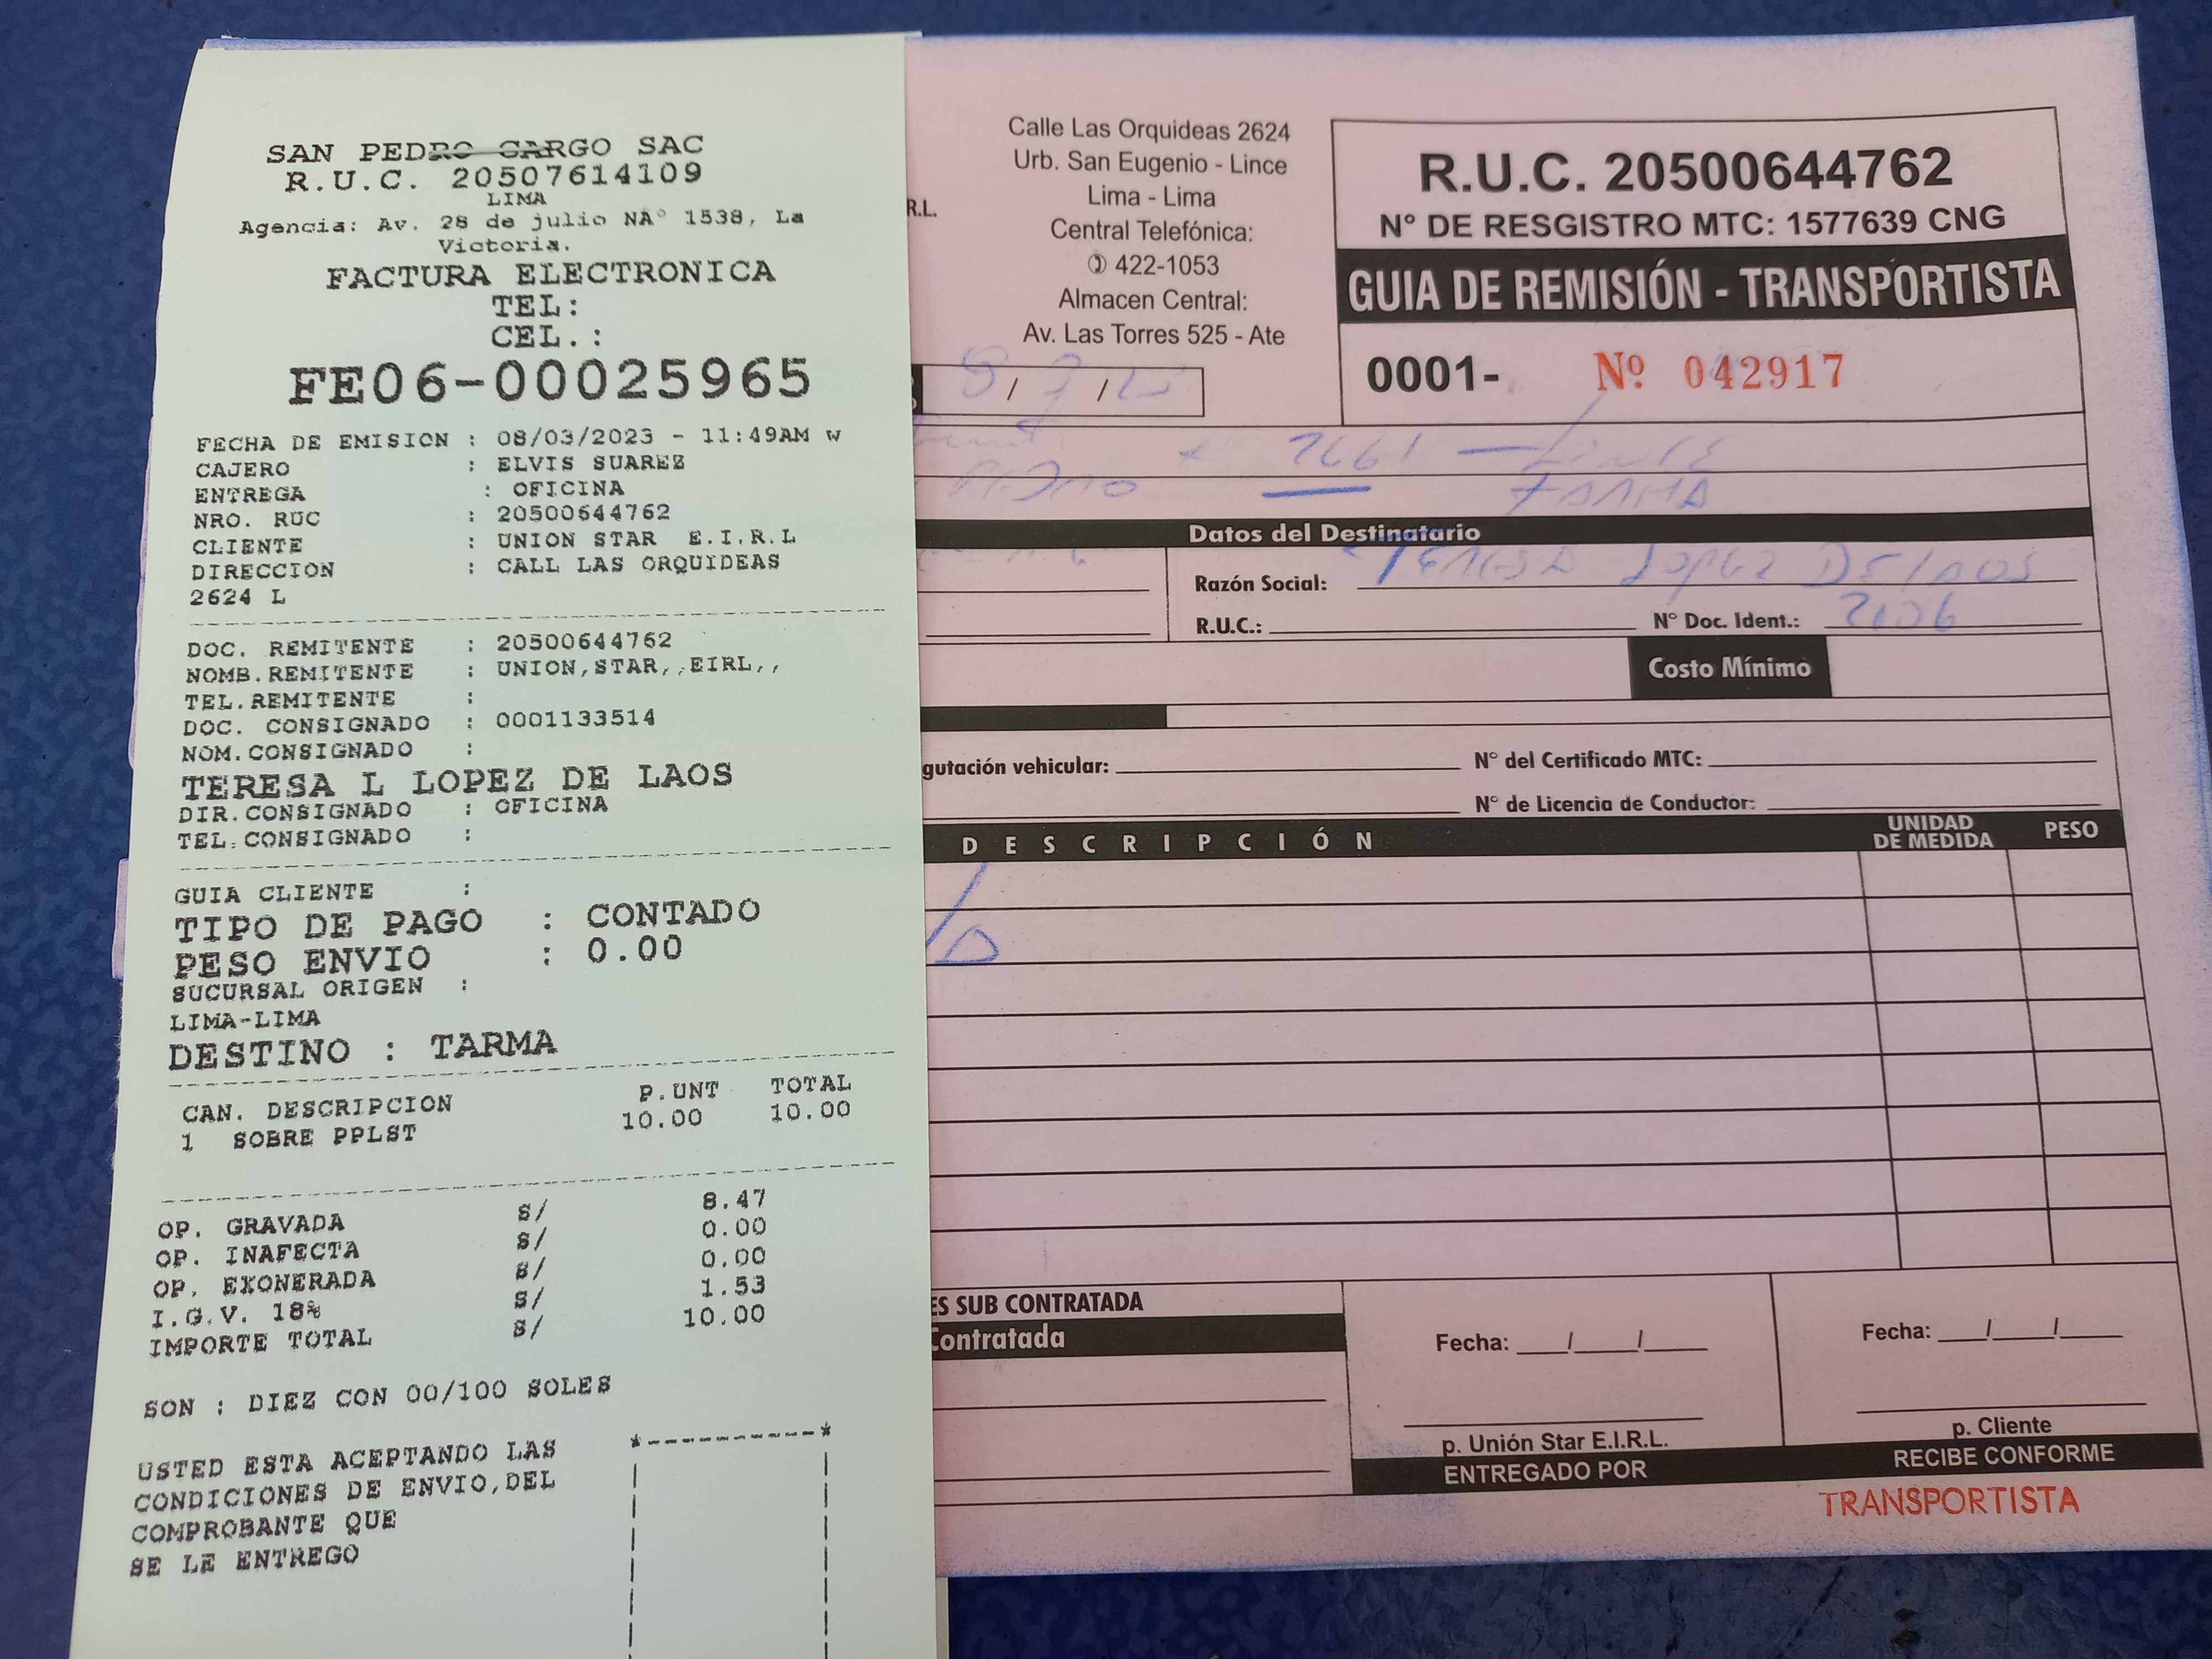 SAN PEDRO CARGO SAC
R.U.C. 20507614109
LIMA
Agencia: Av. 28 de julio NAº 1538, La
Victoria.
FACTURA ELECTRONICA
TEL:
CEL.:
FE06-00025965
FECHA DE EMISION : 08/03/2023 - 11:49AM w
CAJERO : ELVIS SUAREZ
ENTREGA : OFICINA
NRO. RUC : 20500644762
CLIENTE : UNION STAR E.I.R.L
DIRECCION : CALL LAS ORQUIDEAS
2624 L
DOC. REMITENTE : 20500644762
NOMB.REMITENTE : UNION,STAR,,EIRL,,
TEL.REMITENTE :
DOC. CONSIGNADO : 0001133514
NOM.CONSIGNADO :
TERESA L LOPEZ DE LAOS
DIR.CONSIGNADO : OFICINA
TEL.CONSIGNADO :
GUIA CLIENTE :
TIPO DE PAGO : CONTADO
PESO ENVIO : 0.00
SUCURSAL ORIGEN :
LIMA-LIMA
DESTINO : TARMA
CAN. DESCRIPCION P.UNT TOTAL
1 SOBRE PPLST 10.00 10.00
OP. GRAVADA S/ 8.47
OP. INAFECTA S/ 0.00
OP. EXONERADA S/ 0.00
I.G.V. 18% S/ 1.53
IMPORTE TOTAL S/ 10.00
SON : DIEZ CON 00/100 SOLES
USTED ESTA ACEPTANDO LAS
CONDICIONES DE ENVIO,DEL
COMPROBANTE QUE
SE LE ENTREGO
R.L.
Calle Las Orquideas 2624
Urb. San Eugenio - Lince
Lima - Lima
Central Telefónica:
422-1053
Almacen Central:
Av. Las Torres 525 - Ate
R.U.C. 20500644762
N° DE RESGISTRO MTC: 1577639 CNG
GUIA DE REMISIÓN - TRANSPORTISTA
0001- Nº 042917
2661 - LINCE
TARMA
Datos del Destinatario
Razón Social: TERESA LOPEZ DE LAOS
R.U.C.: N° Doc. Ident.: 2106
Costo Mínimo
gutación vehicular: N° del Certificado MTC:
N° de Licencia de Conductor:
DESCRIPCIÓN UNIDAD DE MEDIDA PESO
ES SUB CONTRATADA
Contratada
Fecha: / /
p. Unión Star E.I.R.L.
ENTREGADO POR
Fecha: / /
p. Cliente
RECIBE CONFORME
TRANSPORTISTA